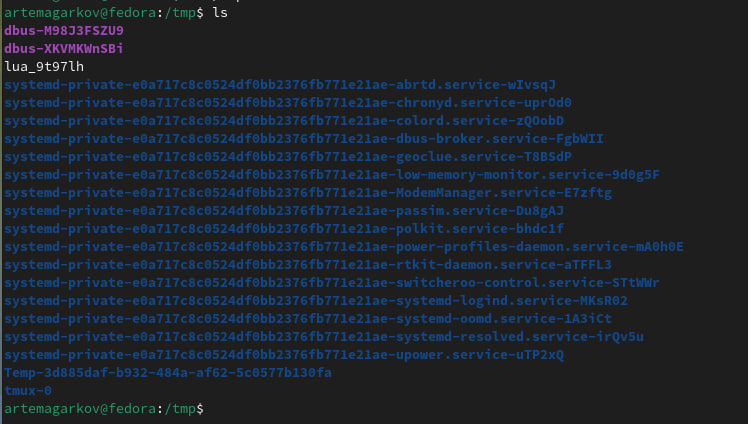 artemagarkov@fedora:/tmp$ ls
dbus-M98J3FSZU9
dbus-XKVMKWnSBi
lua_9t97lh
systemd-private-e0a717c8c0524df0bb2376fb771e21ae-abrtd.service-wIvsqJ
systemd-private-e0a717c8c0524df0bb2376fb771e21ae-chronyd.service-uprOd0
systemd-private-e0a717c8c0524df0bb2376fb771e21ae-colord.service-zQOobD
systemd-private-e0a717c8c0524df0bb2376fb771e21ae-dbus-broker.service-FgbWII
systemd-private-e0a717c8c0524df0bb2376fb771e21ae-geoclue.service-T8BSdP
systemd-private-e0a717c8c0524df0bb2376fb771e21ae-low-memory-monitor.service-9d0g5F
systemd-private-e0a717c8c0524df0bb2376fb771e21ae-ModemManager.service-E7zftg
systemd-private-e0a717c8c0524df0bb2376fb771e21ae-passim.service-Du8gAJ
systemd-private-e0a717c8c0524df0bb2376fb771e21ae-polkit.service-bhdc1f
systemd-private-e0a717c8c0524df0bb2376fb771e21ae-power-profiles-daemon.service-mA0h0E
systemd-private-e0a717c8c0524df0bb2376fb771e21ae-rtkit-daemon.service-aTFFL3
systemd-private-e0a717c8c0524df0bb2376fb771e21ae-switcheroo-control.service-STtWWr
systemd-private-e0a717c8c0524df0bb2376fb771e21ae-systemd-logind.service-MKsR02
systemd-private-e0a717c8c0524df0bb2376fb771e21ae-systemd-oomd.service-1A3iCt
systemd-private-e0a717c8c0524df0bb2376fb771e21ae-systemd-resolved.service-irQv5u
systemd-private-e0a717c8c0524df0bb2376fb771e21ae-upower.service-uTP2xQ
Temp-3d885daf-b932-484a-af62-5c0577b130fa
tmux-0
artemagarkov@fedora:/tmp$